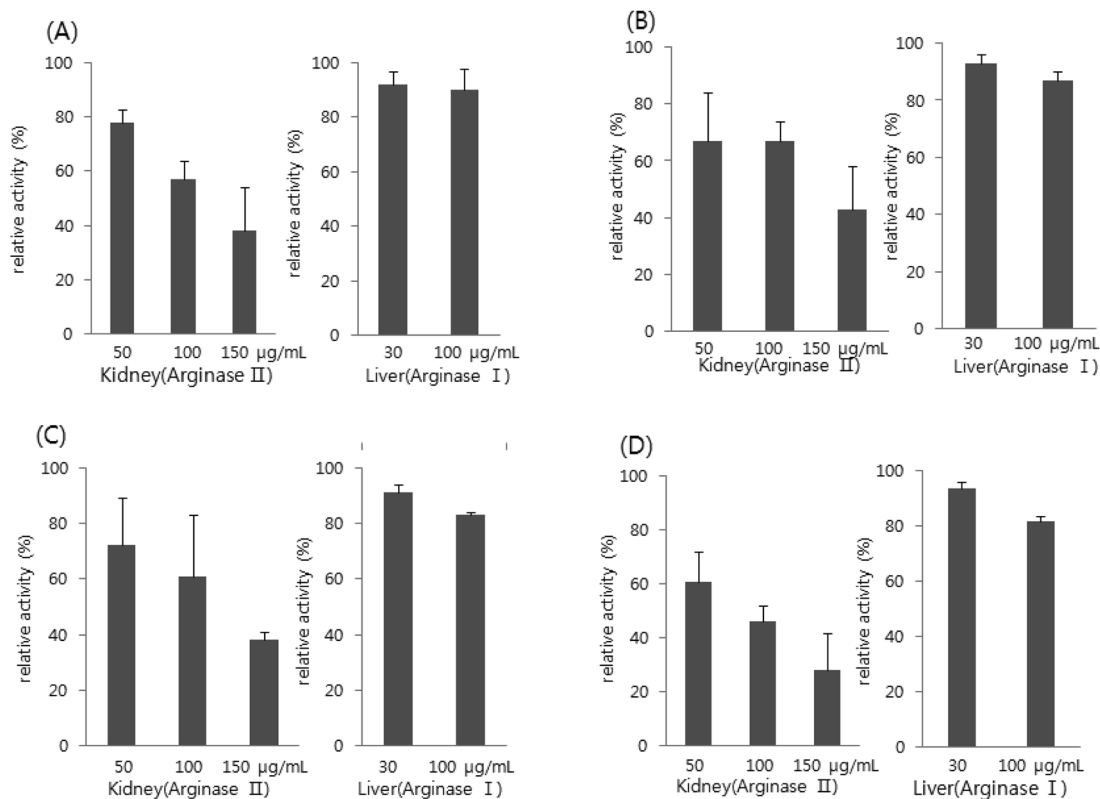 (A)
relative activity (%)
100
80
60
40
20
0
50 100 150 μg/mL
Kidney(Arginase Ⅱ)
relative activity (%)
100
80
60
40
20
0
30 100 μg/mL
Liver(Arginase Ⅰ)
(B)
relative activity (%)
100
80
60
40
20
0
50 100 150 μg/mL
Kidney(Arginase Ⅱ)
relative activity (%)
100
80
60
40
20
0
30 100 μg/mL
Liver(Arginase Ⅰ)
(C)
relative activity (%)
100
80
60
40
20
0
50 100 150 μg/mL
Kidney(Arginase Ⅱ)
relative activity (%)
100
80
60
40
20
0
30 100 μg/mL
Liver(Arginase Ⅰ)
(D)
relative activity (%)
100
80
60
40
20
0
50 100 150 μg/mL
Kidney(Arginase Ⅱ)
relative activity (%)
100
80
60
40
20
0
30 100 μg/mL
Liver(Arginase Ⅰ)